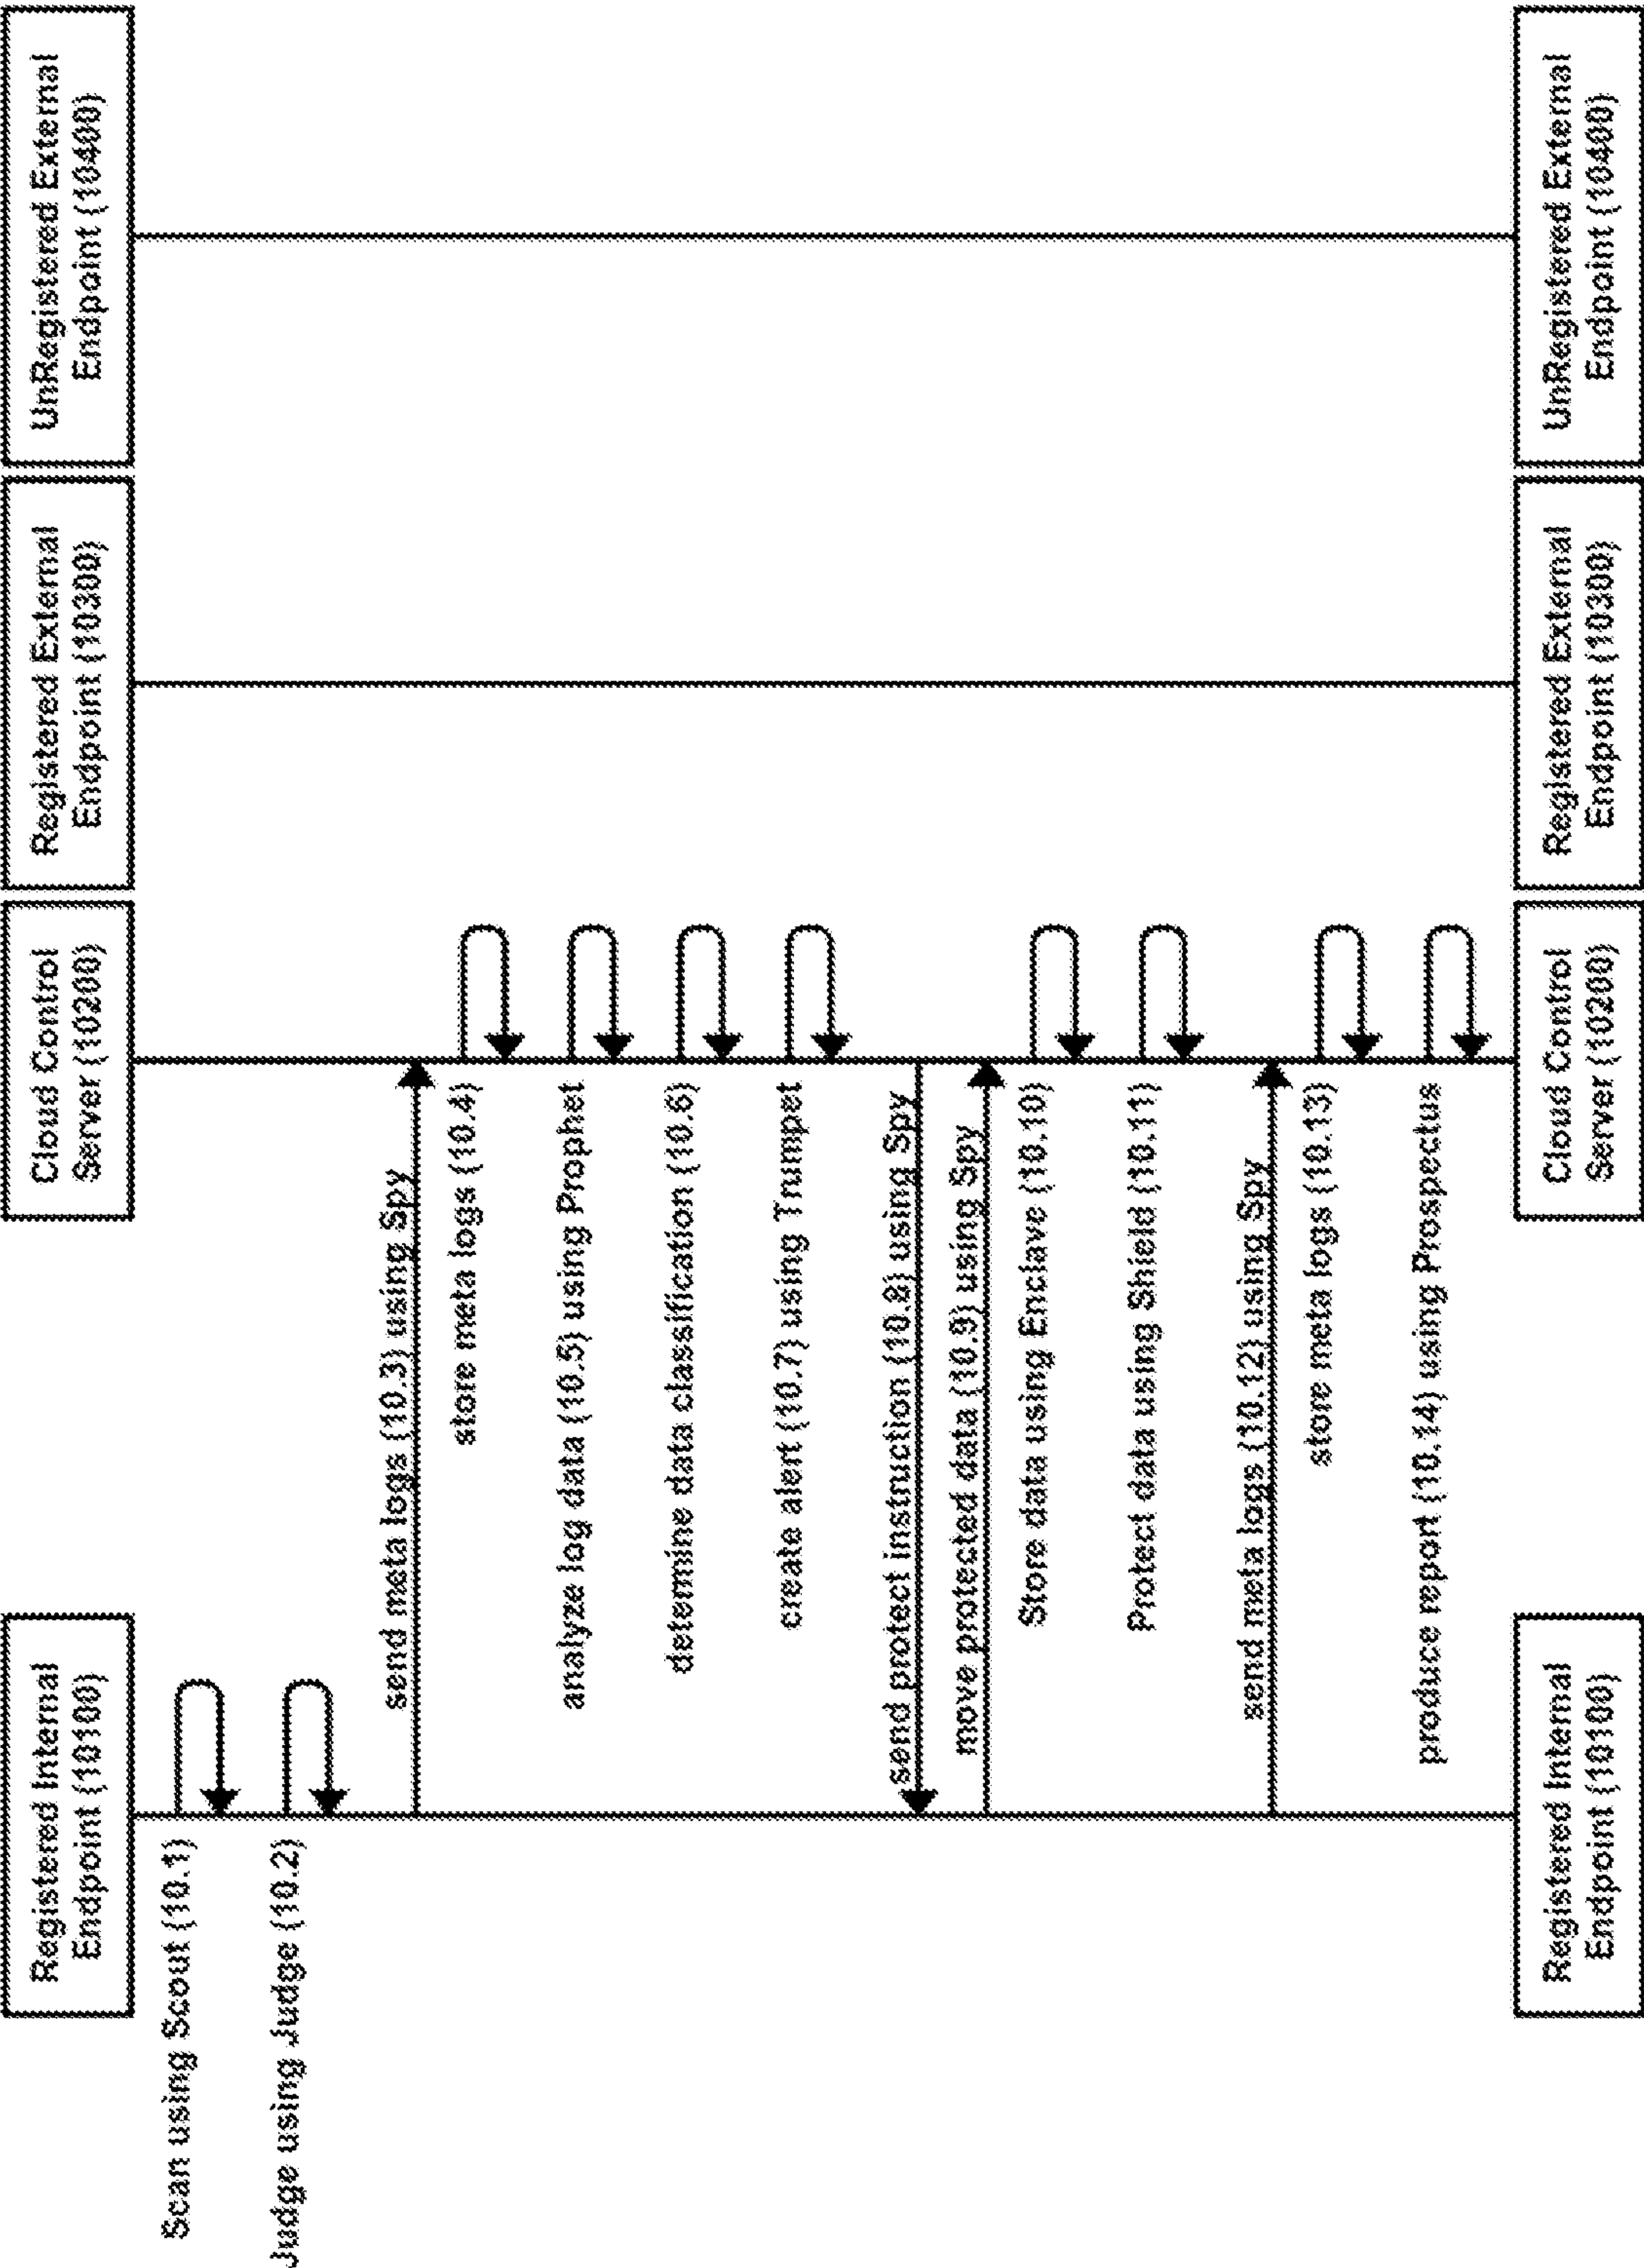 Registered Internal
Endpoint (10100)
Cloud Control
Server (10200)
Registered External
Endpoint (10300)
UnRegistered External
Endpoint (10400)
Scan using Scout (10.1)
Judge using Judge (10.2)
send meta logs (10.3) using Spy
store meta logs (10.4)
analyze log data (10.5) using Prophet
determine data classification (10.6)
create alert (10.7) using Trumpet
send protect instruction (10.8) using Spy
move protected data (10.9) using Spy
Store data using Enclave (10.10)
Protect data using Shield (10.11)
send meta logs (10.12) using Spy
store meta logs (10.13)
produce report (10.14) using Prospectus
Registered Internal
Endpoint (10100)
Cloud Control
Server (10200)
Registered External
Endpoint (10300)
UnRegistered External
Endpoint (10400)